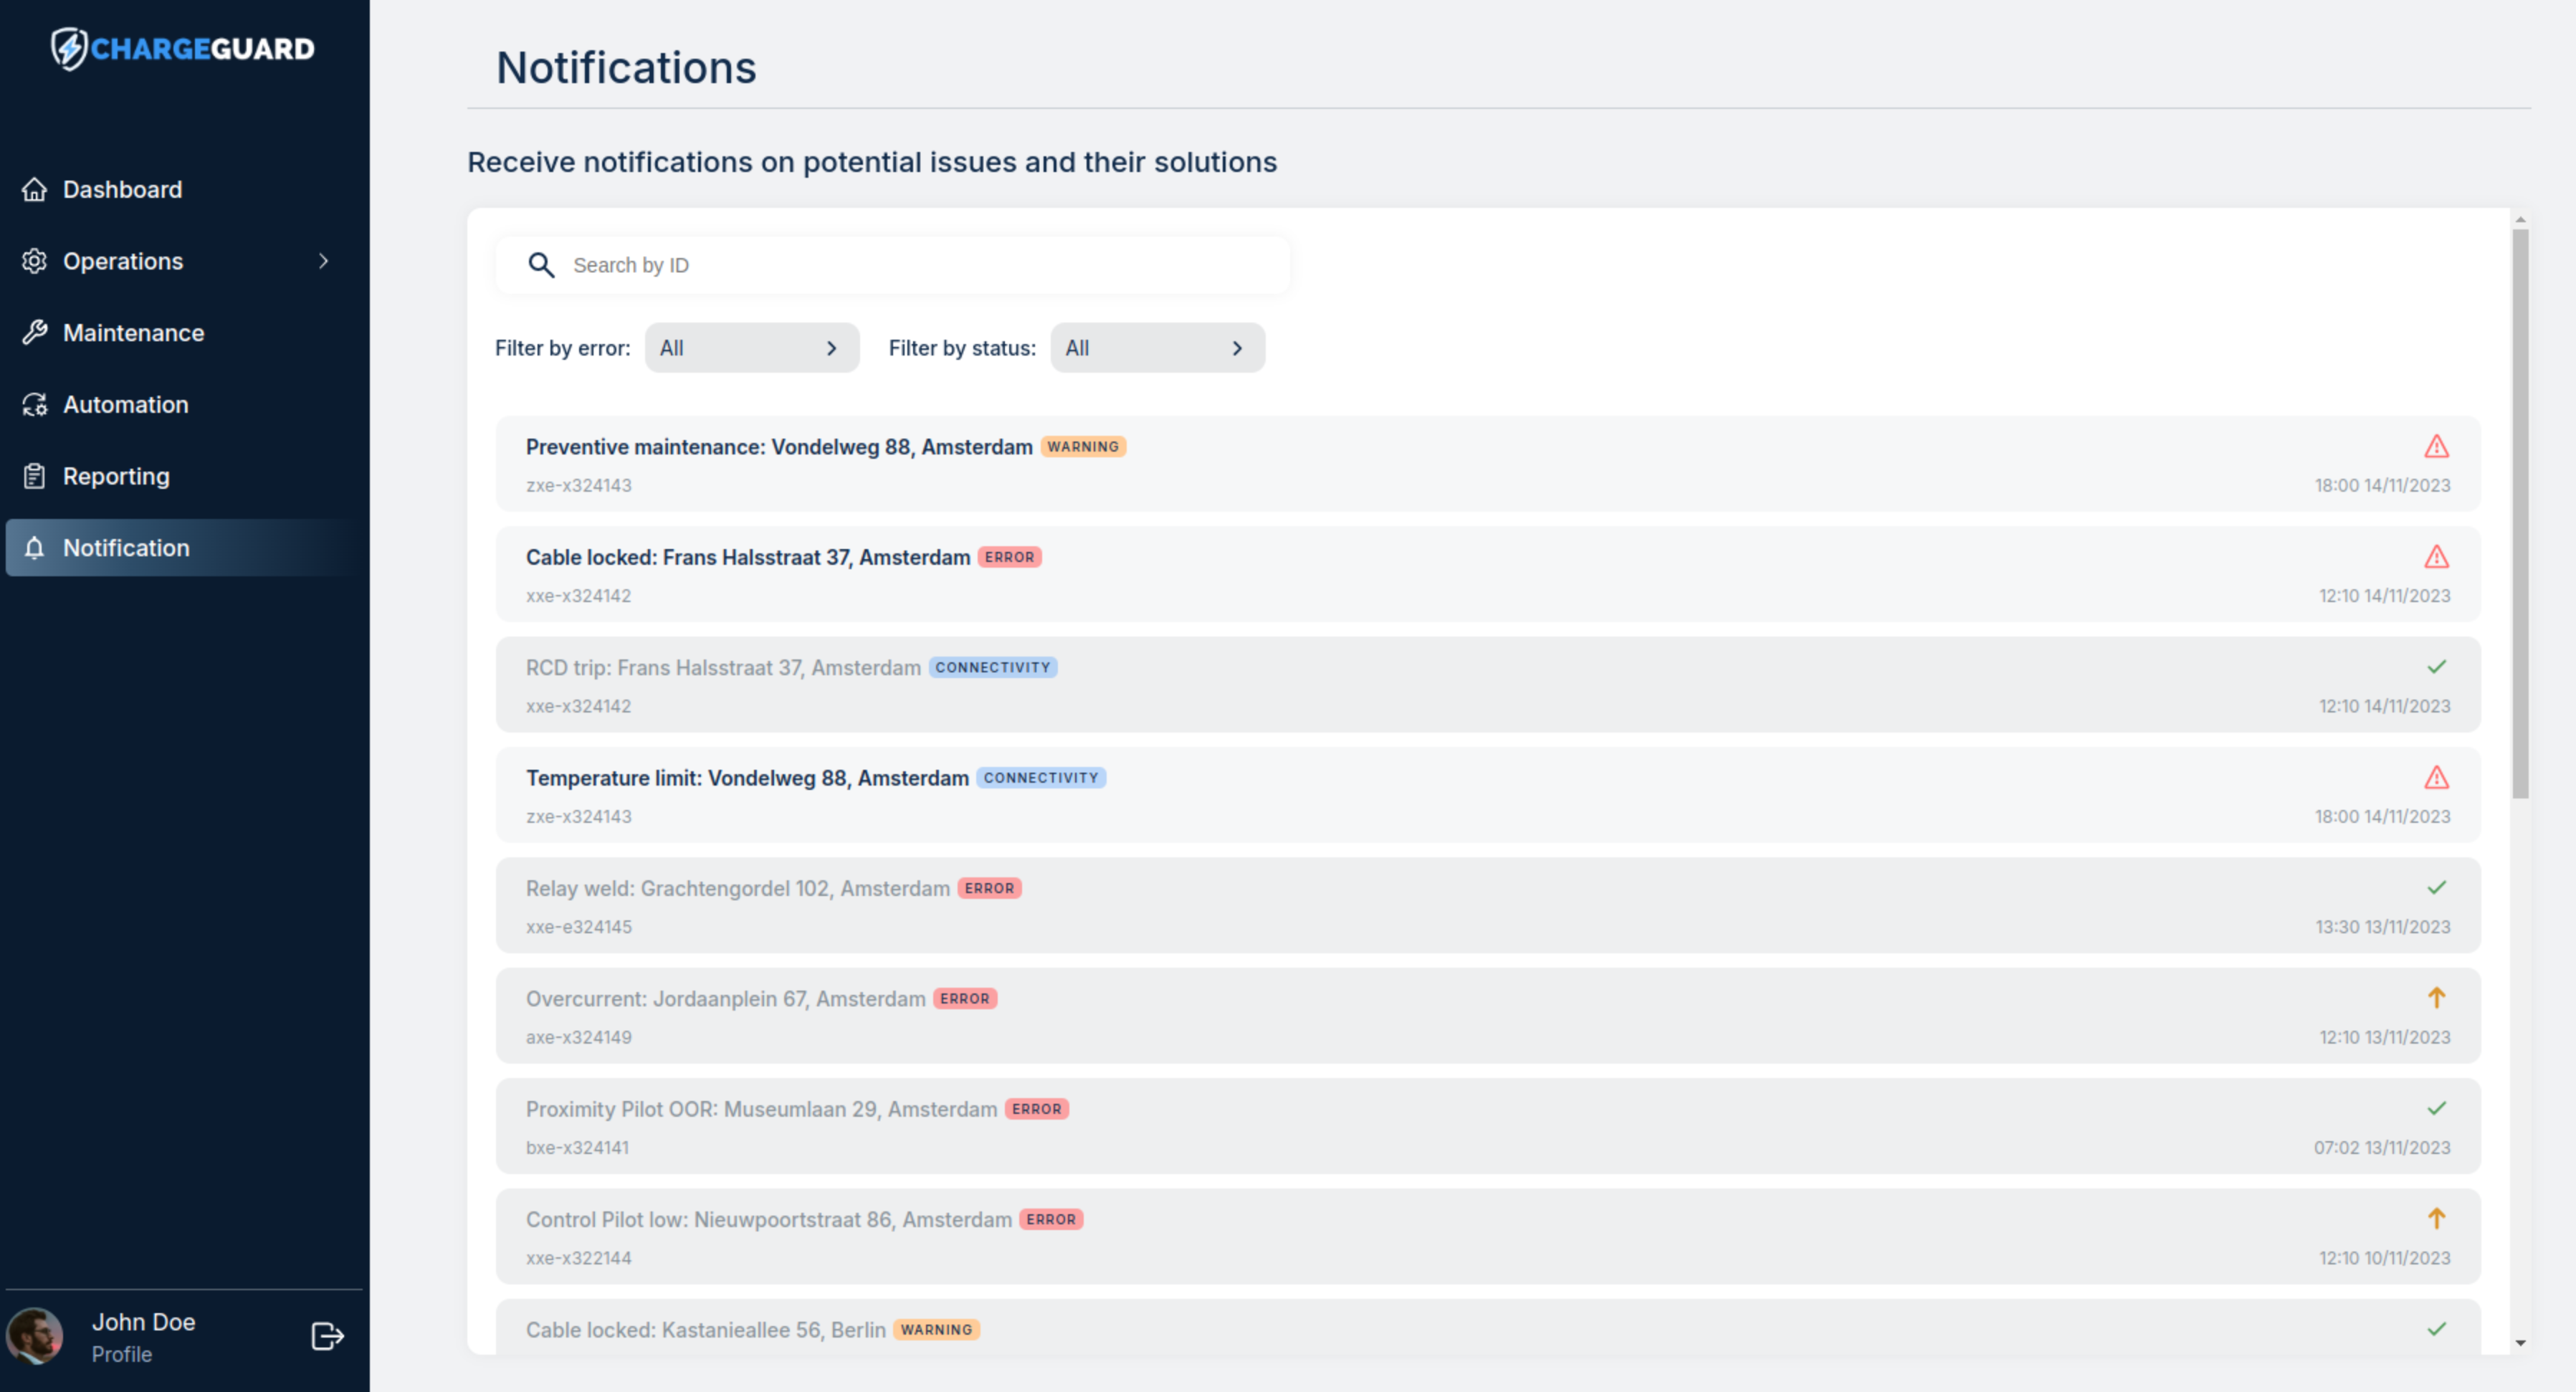 CHARGEGUARD
Dashboard
Operations
Maintenance
Automation
Reporting
Notification
John Doe
Profile
Notifications
Receive notifications on potential issues and their solutions
Search by ID
Filter by error: All Filter by status: All
Preventive maintenance: Vondelweg 88, Amsterdam WARNING
zxe-x324143 18:00 14/11/2023
Cable locked: Frans Halsstraat 37, Amsterdam ERROR
xxe-x324142 12:10 14/11/2023
RCD trip: Frans Halsstraat 37, Amsterdam CONNECTIVITY
xxe-x324142 12:10 14/11/2023
Temperature limit: Vondelweg 88, Amsterdam CONNECTIVITY
zxe-x324143 18:00 14/11/2023
Relay weld: Grachtengordel 102, Amsterdam ERROR
xxe-e324145 13:30 13/11/2023
Overcurrent: Jordaanplein 67, Amsterdam ERROR
axe-x324149 12:10 13/11/2023
Proximity Pilot OOR: Museumlaan 29, Amsterdam ERROR
bxe-x324141 07:02 13/11/2023
Control Pilot low: Nieuwpoortstraat 86, Amsterdam ERROR
xxe-x322144 12:10 10/11/2023
Cable locked: Kastanieallee 56, Berlin WARNING